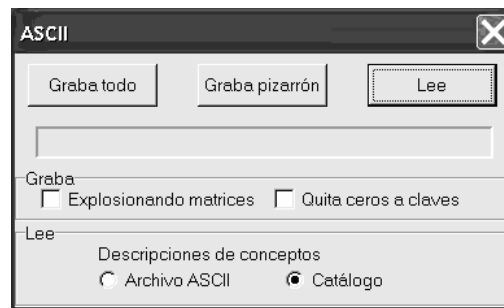 ASCII
Graba todo Graba pizarrón Lee
Graba
Explosionando matrices Quita ceros a claves
Lee
Descripciones de conceptos
Archivo ASCII Catálogo